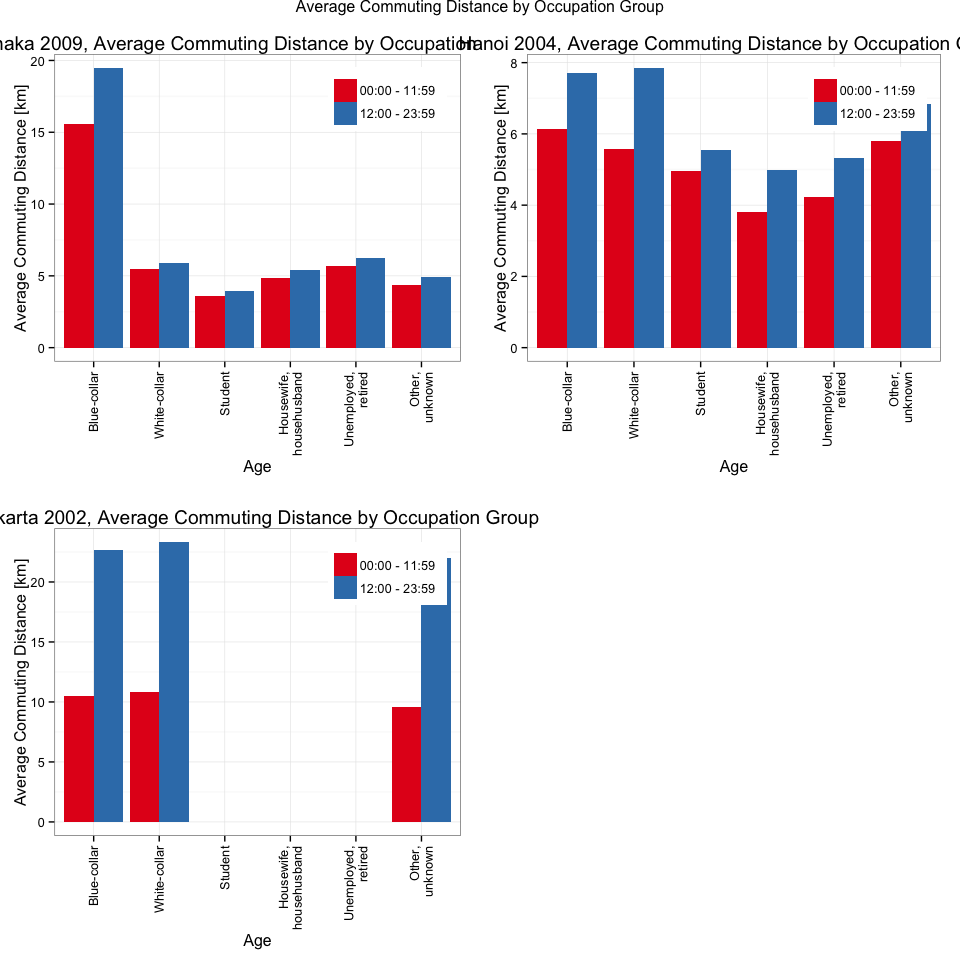 Average Commuting Distance by Occupation Group
naka 2009, Average Commuting Distance by Occupation
Hanoi 2004, Average Commuting Distance by Occupation
Average Commuting Distance [km]
20
15
10
5
0
00:00 - 11:59
12:00 - 23:59
Blue-collar
White-collar
Student
Housewife,
househusband
Unemployed,
retired
Other,
unknown
Age
Average Commuting Distance [km]
8
6
4
2
0
00:00 - 11:59
12:00 - 23:59
Blue-collar
White-collar
Student
Housewife,
househusband
Unemployed,
retired
Other,
unknown
Age
karta 2002, Average Commuting Distance by Occupation Group
Average Commuting Distance [km]
20
15
10
5
0
00:00 - 11:59
12:00 - 23:59
Blue-collar
White-collar
Student
Housewife,
househusband
Unemployed,
retired
Other,
unknown
Age